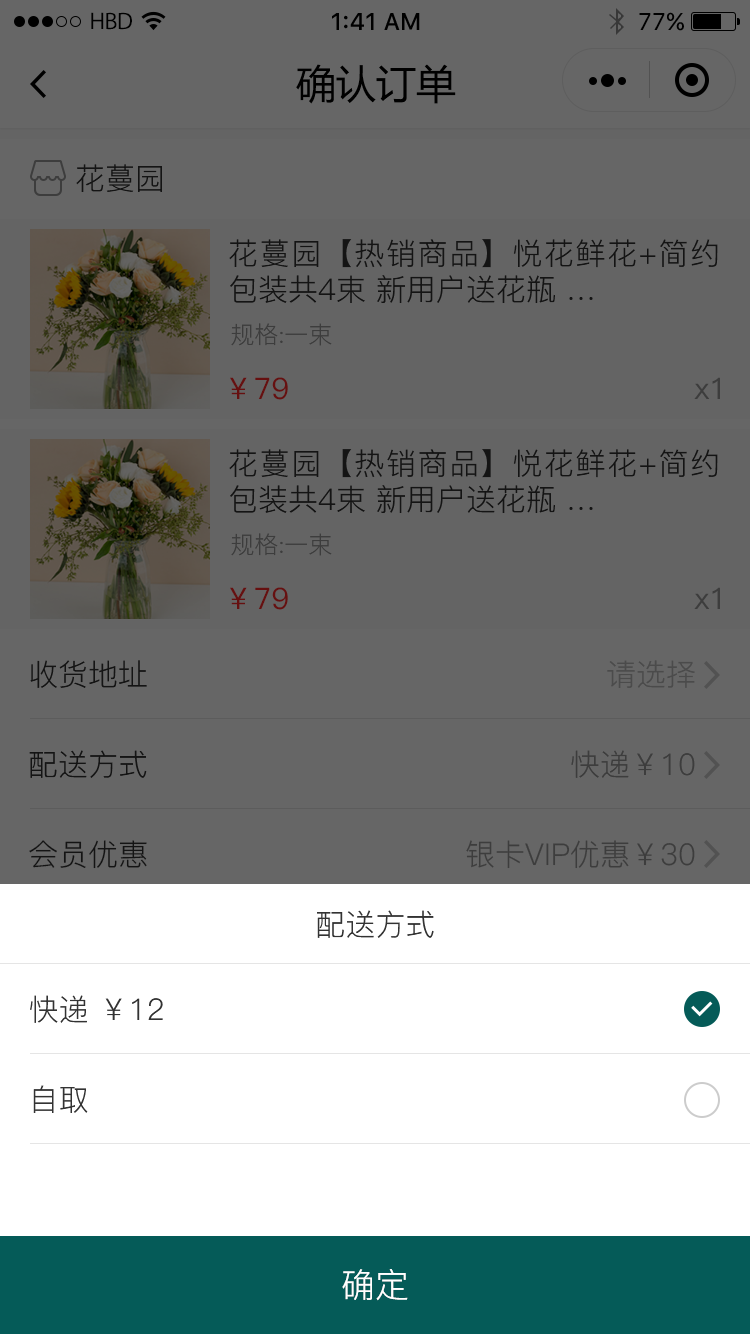 HBD 1:41 AM 77%
确认订单
花蔓园
花蔓园【热销商品】悦花鲜花+简约
包装共4束 新用户送花瓶 ...
规格:一束
¥ 79 x1
花蔓园【热销商品】悦花鲜花+简约
包装共4束 新用户送花瓶 ...
规格:一束
¥ 79 x1
收货地址 请选择
配送方式 快递¥10
会员优惠 银卡VIP优惠¥30
配送方式
快递 ¥12
自取
确定